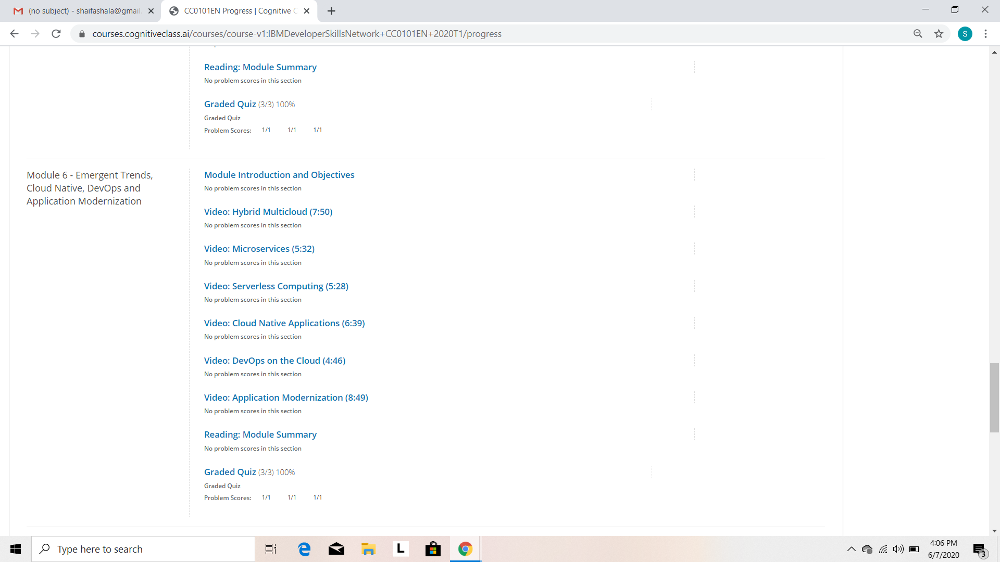 (no subject) - shaifashala@gmail.
CC0101EN Progress | Cognitive C
courses.cognitiveclass.ai/courses/course-v1:IBMDeveloperSkillsNetwork+CC0101EN+2020T1/progress
S
Reading: Module Summary
No problem scores in this section
Graded Quiz (3/3) 100%
Graded Quiz
Problem Scores: 1/1 1/1 1/1
Module 6 - Emergent Trends,
Cloud Native, DevOps and
Application Modernization
Module Introduction and Objectives
No problem scores in this section
Video: Hybrid Multicloud (7:50)
No problem scores in this section
Video: Microservices (5:32)
No problem scores in this section
Video: Serverless Computing (5:28)
No problem scores in this section
Video: Cloud Native Applications (6:39)
No problem scores in this section
Video: DevOps on the Cloud (4:46)
No problem scores in this section
Video: Application Modernization (8:49)
No problem scores in this section
Reading: Module Summary
No problem scores in this section
Graded Quiz (3/3) 100%
Graded Quiz
Problem Scores: 1/1 1/1 1/1
Type here to search
L
4:06 PM
6/7/2020
3